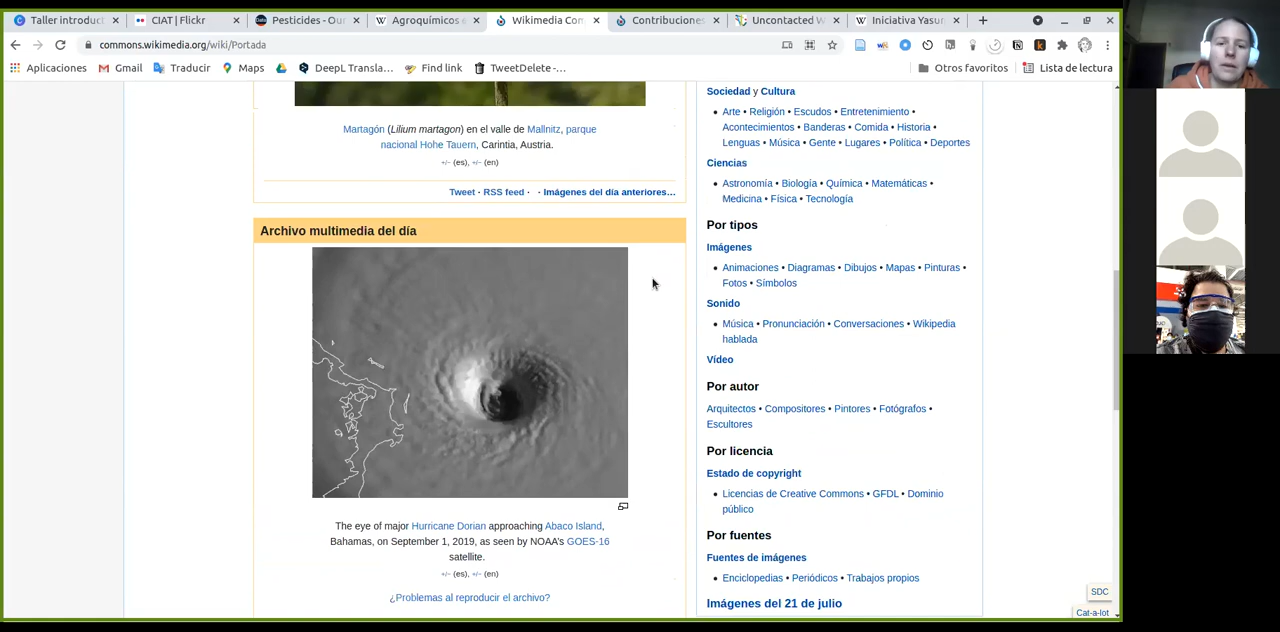 Taller introduct
CIAT | Flickr
Pesticides - Our
Agroquímicos e
Wikimedia Com
Contribuciones
Uncontacted W
Iniciativa Yasun
commons.wikimedia.org/wiki/Portada
Aplicaciones
Gmail
Traducir
Maps
DeepL Transla...
Find link
TweetDelete -...
Otros favoritos
Lista de lectura
Martagón (Lilium martagon) en el valle de Mallnitz, parque
nacional Hohe Tauern, Carintia, Austria.
+/− (es), +/− (en)
Tweet · RSS feed · · Imágenes del día anteriores…
Archivo multimedia del día
The eye of major Hurricane Dorian approaching Abaco Island,
Bahamas, on September 1, 2019, as seen by NOAA's GOES-16
satellite.
+/− (es), +/− (en)
¿Problemas al reproducir el archivo?
Sociedad y Cultura
• Arte • Religión • Escudos • Entretenimiento •
Acontecimientos • Banderas • Comida • Historia •
Lenguas • Música • Gente • Lugares • Política • Deportes
Ciencias
• Astronomía • Biología • Química • Matemáticas •
Medicina • Física • Tecnología
Por tipos
Imágenes
• Animaciones • Diagramas • Dibujos • Mapas • Pinturas •
Fotos • Símbolos
Sonido
• Música • Pronunciación • Conversaciones • Wikipedia
hablada
Vídeo
Por autor
Arquitectos • Compositores • Pintores • Fotógrafos •
Escultores
Por licencia
Estado de copyright
• Licencias de Creative Commons • GFDL • Dominio
público
Por fuentes
Fuentes de imágenes
• Enciclopedias • Periódicos • Trabajos propios
Imágenes del 21 de julio
SDC
Cat-a-lot